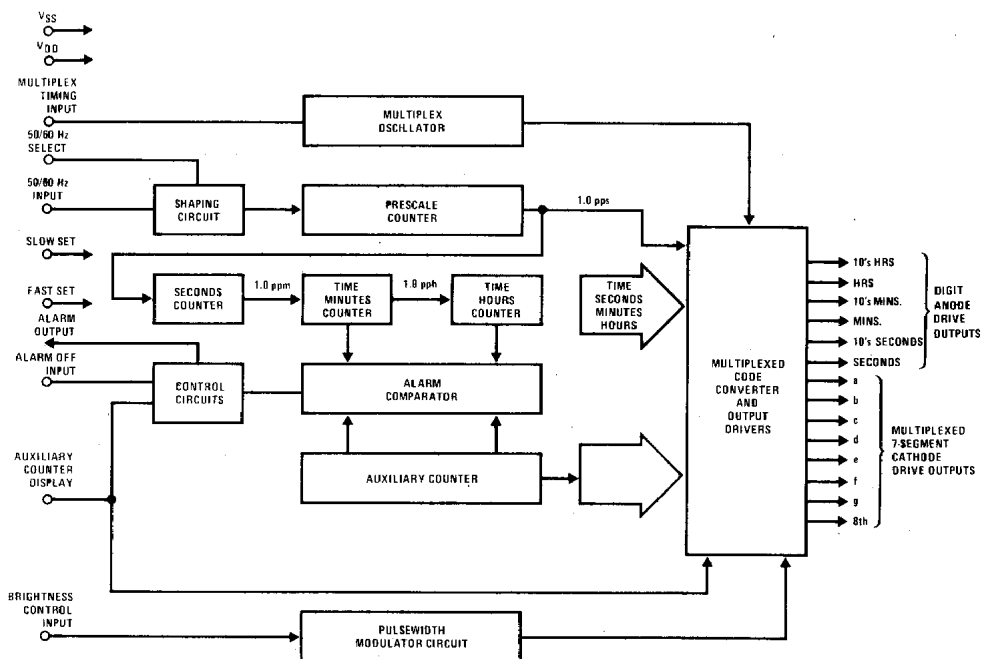 VSS
VDD
MULTIPLEX
TIMING
INPUT
50/60 Hz
SELECT
50/60 Hz
INPUT
SLOW SET
FAST SET
ALARM
OUTPUT
ALARM OFF
INPUT
AUXILIARY
COUNTER
DISPLAY
BRIGHTNESS
CONTROL
INPUT
MULTIPLEX
OSCILLATOR
SHAPING
CIRCUIT
PRESCALE
COUNTER
1.0 pps
SECONDS
COUNTER
1.0 ppm
TIME
MINUTES
COUNTER
1.0 pph
TIME
HOURS
COUNTER
TIME
SECONDS
MINUTES
HOURS
CONTROL
CIRCUITS
ALARM
COMPARATOR
AUXILIARY COUNTER
PULSEWIDTH
MODULATOR CIRCUIT
MULTIPLEXED
CODE
CONVERTER
AND
OUTPUT
DRIVERS
10's HRS
HRS
10's MINS.
MINS.
10's SECONDS
SECONDS
DIGIT
ANODE
DRIVE
OUTPUTS
a
b
c
d
e
f
g
8th
MULTIPLEXED
7-SEGMENT
CATHODE
DRIVE OUTPUTS